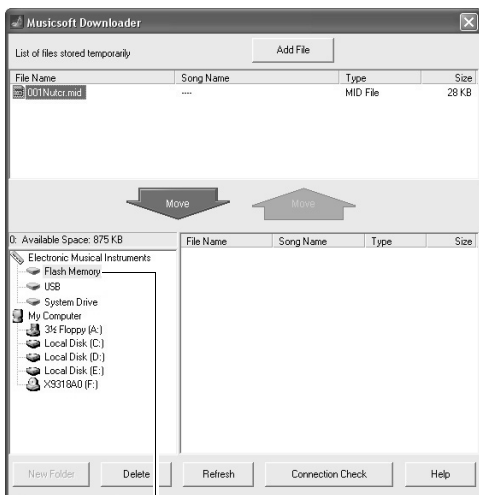 Musicsoft Downloader
List of files stored temporarily
Add File
File Name Song Name Type Size
001Nutcr.mid ---- MID File 28 KB
Move Move
0: Available Space: 875 KB
File Name Song Name Type Size
Electronic Musical Instruments
Flash Memory
USB
System Drive
My Computer
3½ Floppy (A:)
Local Disk (C:)
Local Disk (D:)
Local Disk (E:)
X9318A0 (F:)
New Folder Delete Refresh Connection Check Help